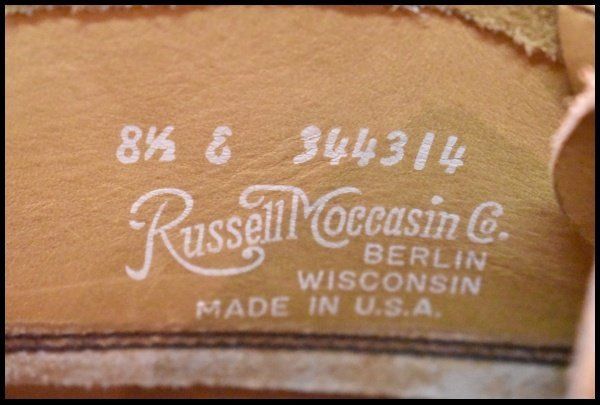 8½ E 344314
Russell Moccasin Co.
BERLIN
WISCONSIN
MADE IN U.S.A.